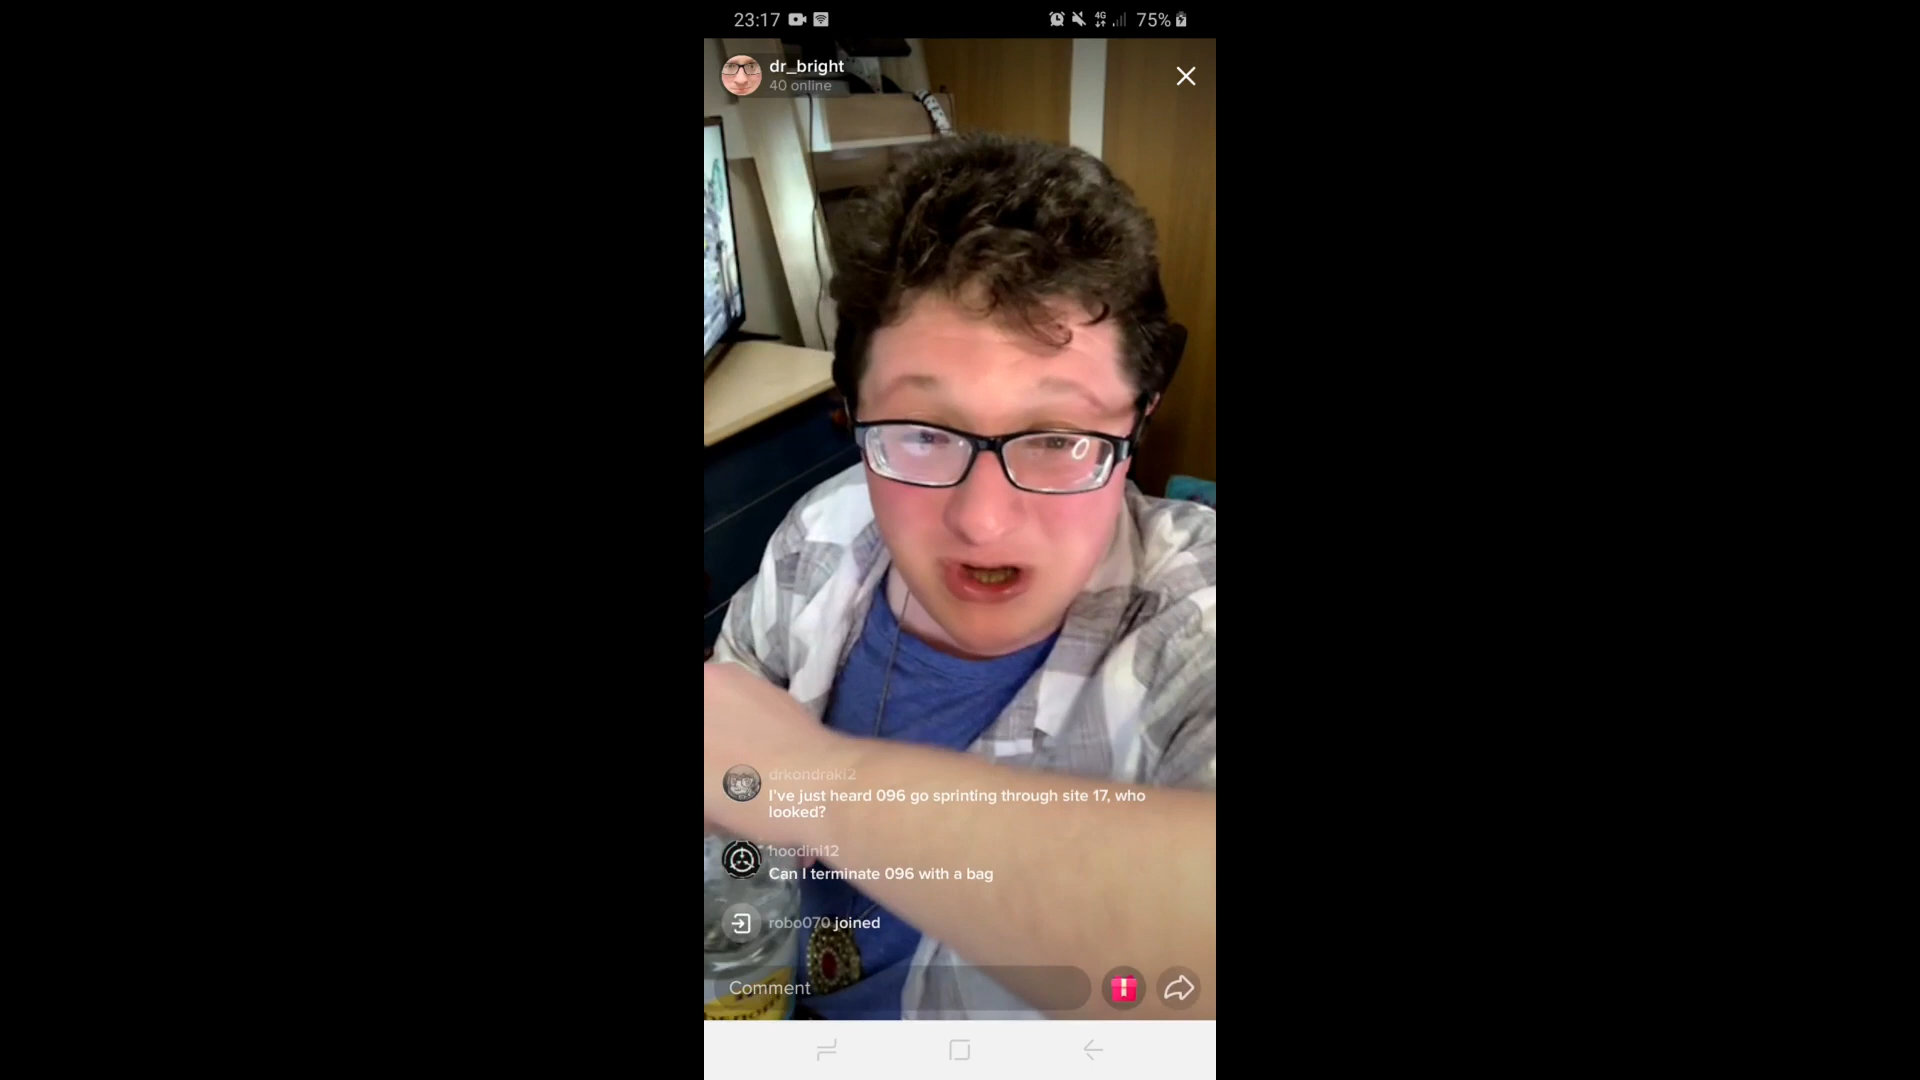 23:17
4G
75%
dr_bright
40 online
drkondraki2
I've just heard 096 go sprinting through site 17, who
looked?
hoodini12
Can I terminate 096 with a bag
robo070 joined
Comment